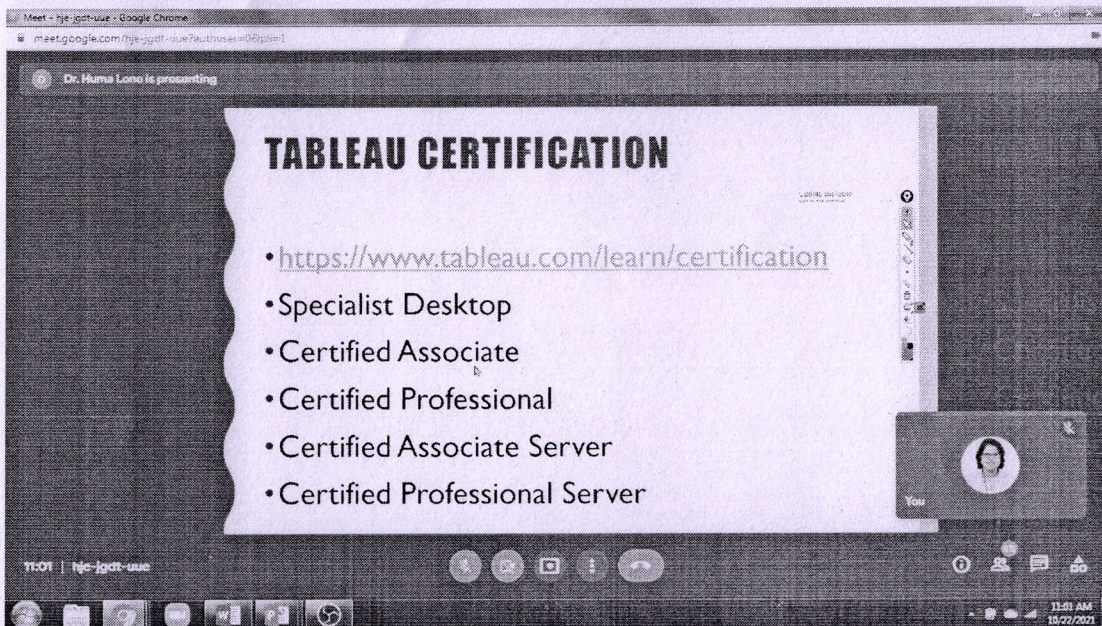 Meet - hje-jgdt-uue - Google Chrome
Dr. Huma Lone is presenting
TABLEAU CERTIFICATION
•https://www.tableau.com/learn/certification
•Specialist Desktop
•Certified Associate
•Certified Professional
•Certified Associate Server
•Certified Professional Server
You
11:01 | hje-jgdt-uue
11:01 AM
10/22/2021